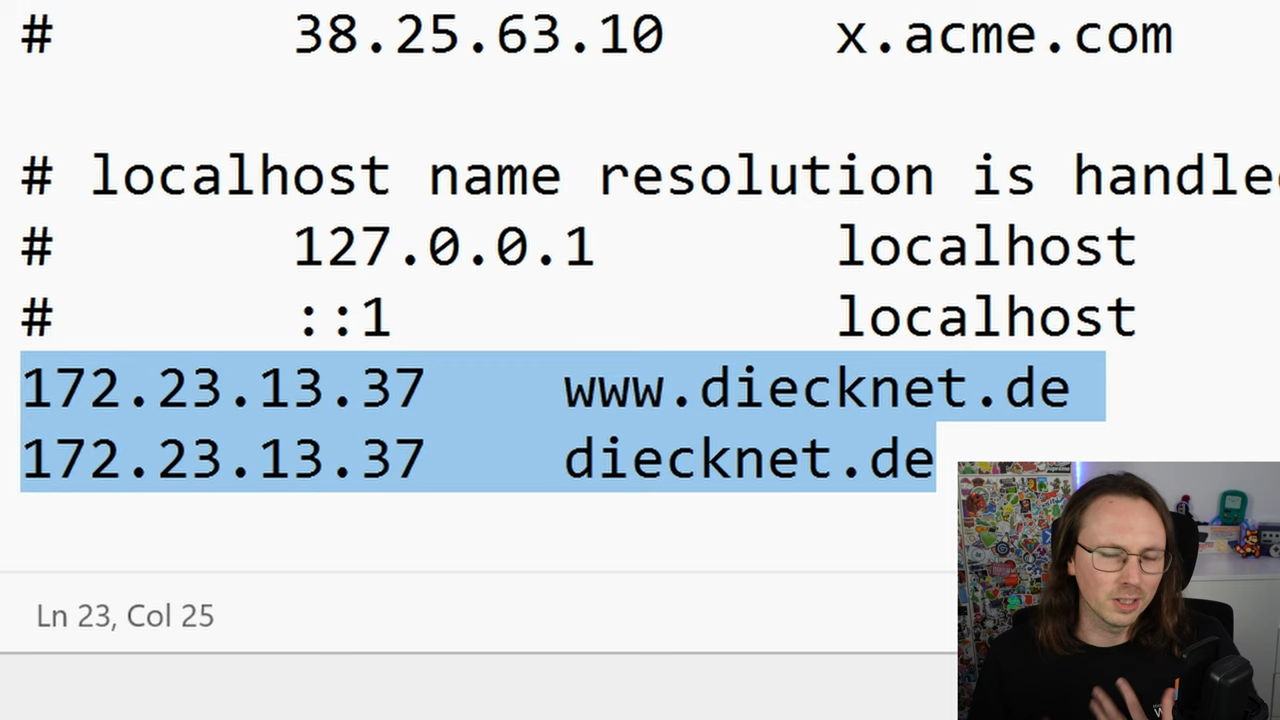 # 38.25.63.10 x.acme.com
# localhost name resolution is handle
# 127.0.0.1 localhost
# ::1 localhost
172.23.13.37 www.diecknet.de
172.23.13.37 diecknet.de
Ln 23, Col 25